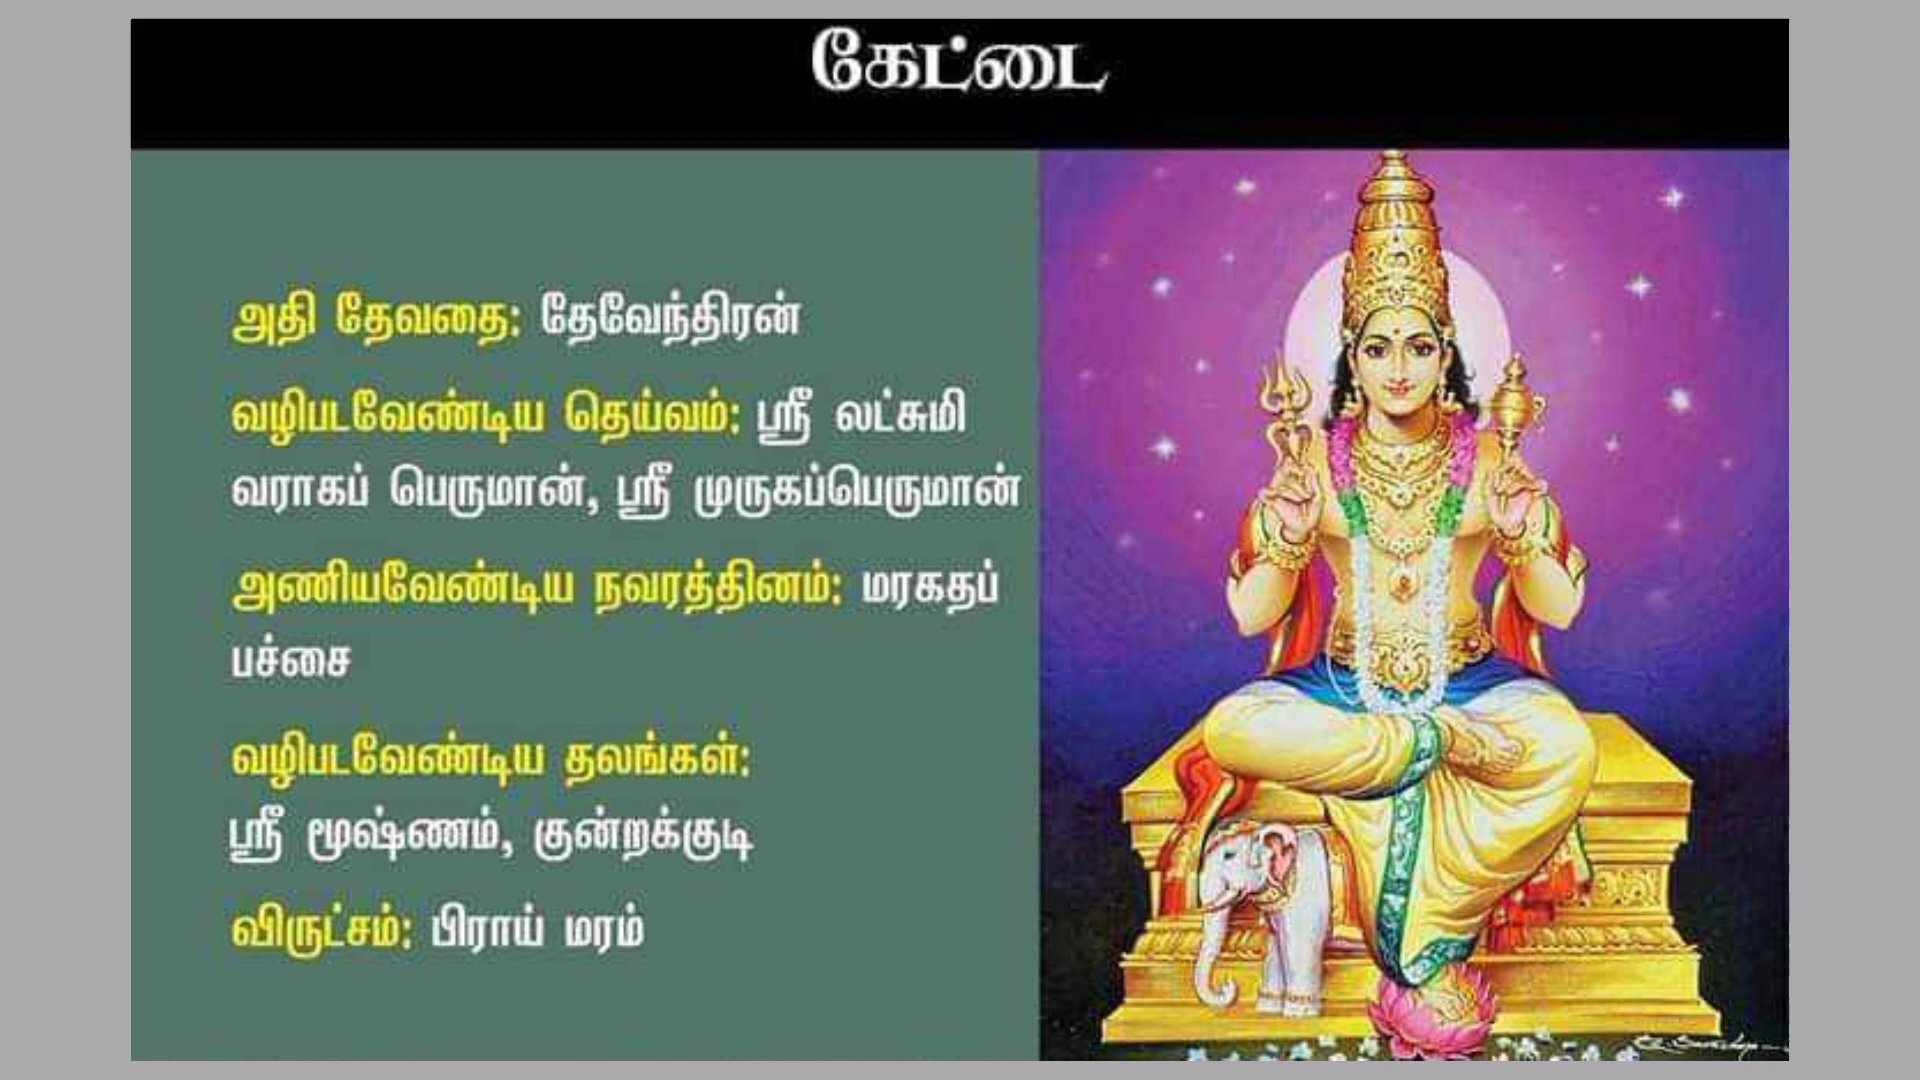 கேட்டை
அதி தேவதை: தேவேந்திரன்
வழிபடவேண்டிய தெய்வம்: ஸ்ரீ லட்சுமி
வராகப் பெருமான், ஸ்ரீ முருகப்பெருமான்
அணியவேண்டிய நவரத்தினம்: மரகதப்
பச்சை
வழிபடவேண்டிய தலங்கள்:
ஸ்ரீ மூஷ்ணம், குன்றக்குடி
விருட்சம்: பிராய் மரம்